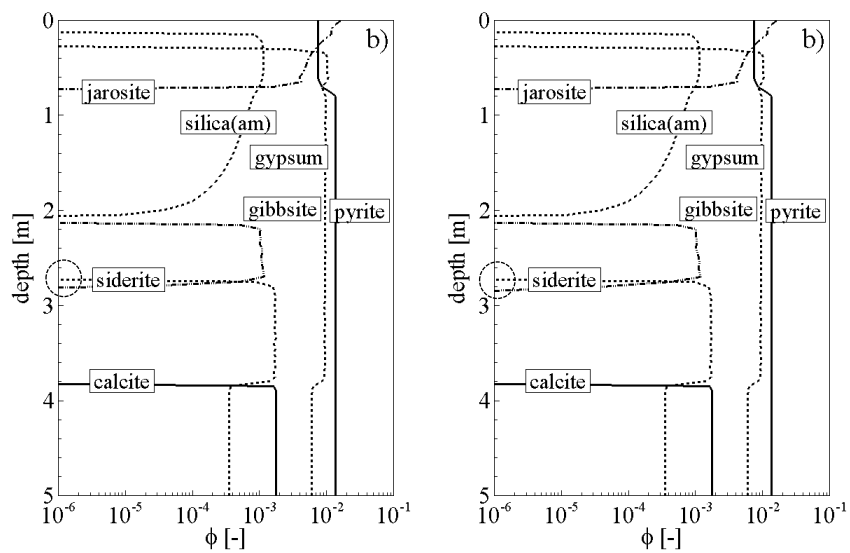 0
b)
jarosite
1
silica(am)
gypsum
2
gibbsite
pyrite
depth [m]
siderite
3
calcite
4
5
10-6
10-5
10-4
10-3
10-2
10-1
ϕ [-]
0
b)
jarosite
1
silica(am)
gypsum
2
gibbsite
pyrite
depth [m]
siderite
3
calcite
4
5
10-6
10-5
10-4
10-3
10-2
10-1
ϕ [-]